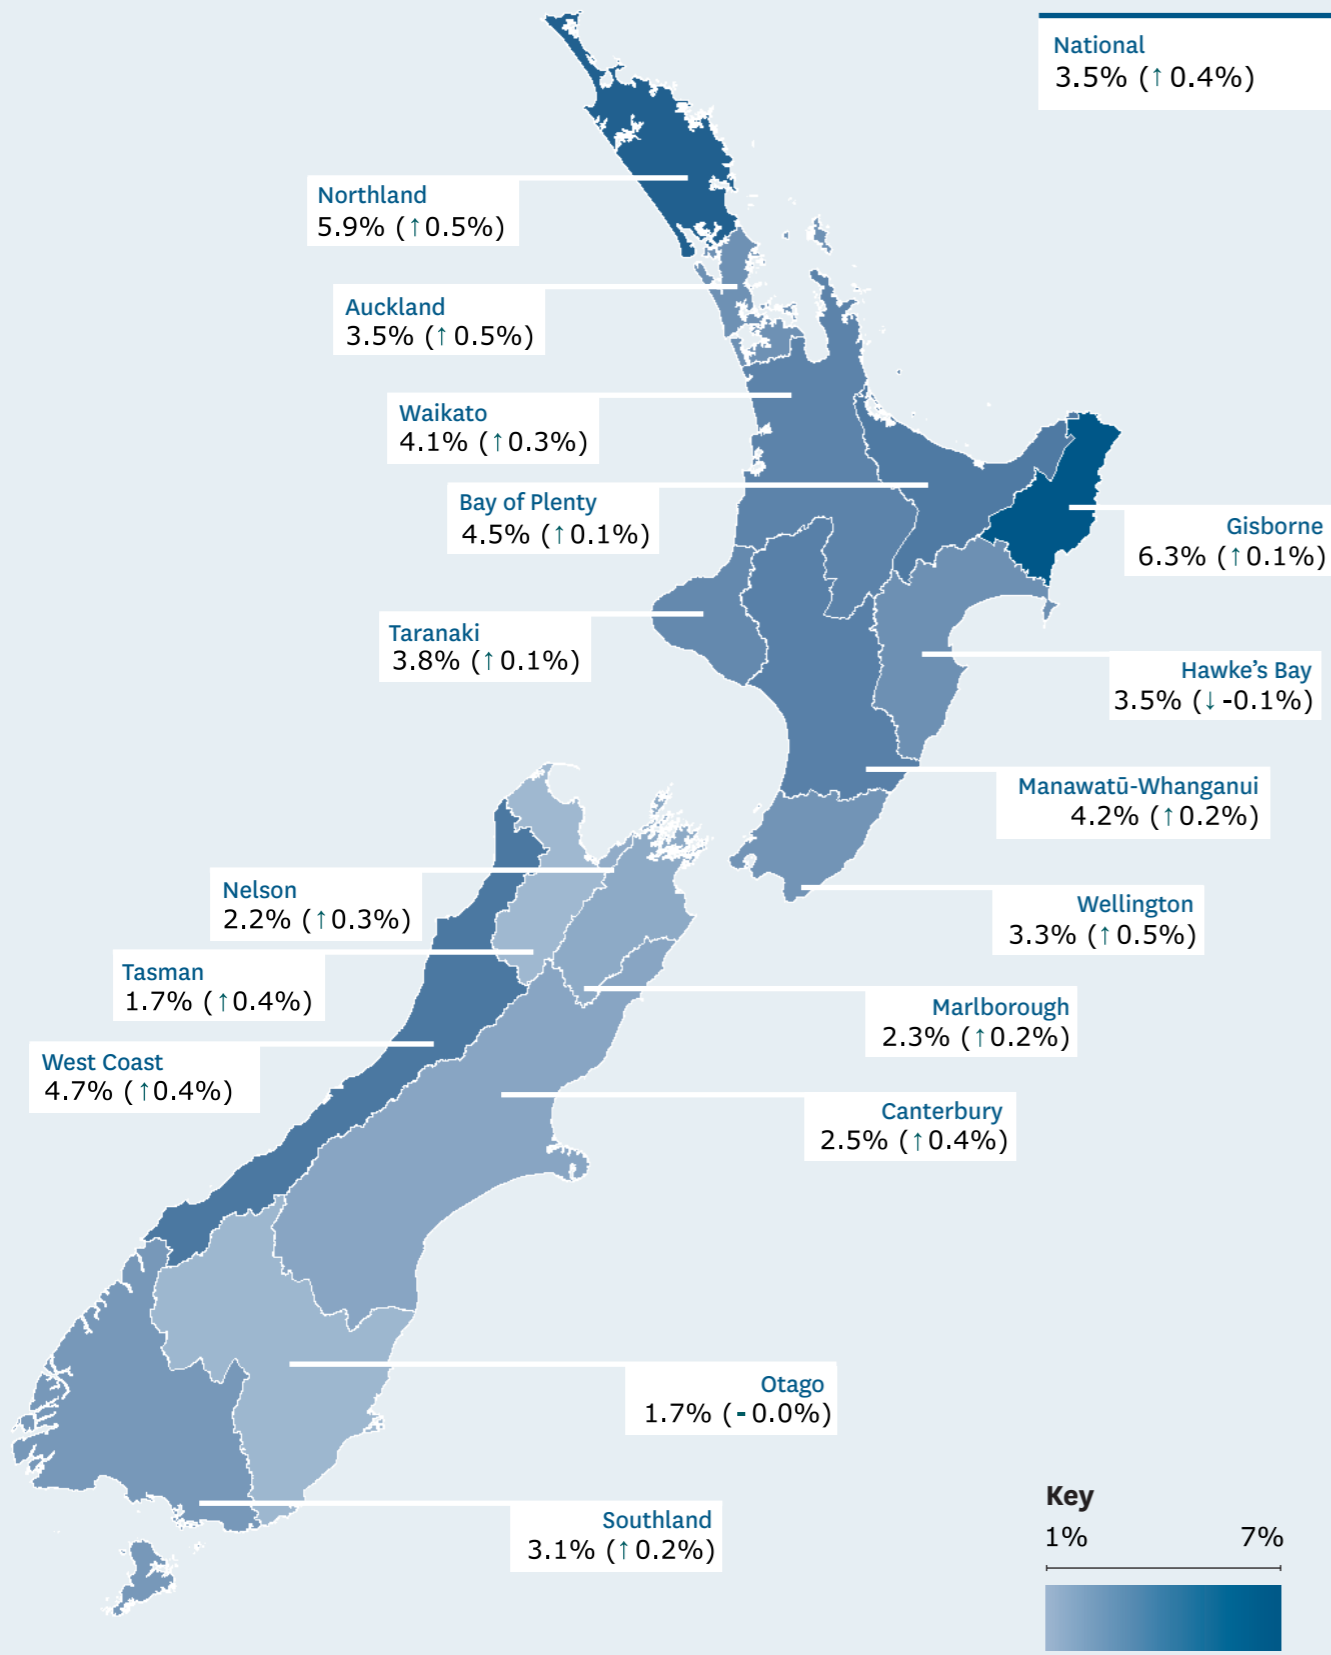 National
3.5% (↑ 0.4%)
Northland
5.9% (↑0.5%)
Auckland
3.5% (↑ 0.5%)
Waikato
4.1% (↑0.3%)
Bay of Plenty
4.5% (↑0.1%)
Gisborne
6.3% (↑0.1%)
Taranaki
3.8% (↑0.1%)
Hawke's Bay
3.5% (↓ -0.1%)
Manawatū-Whanganui
4.2% (↑0.2%)
Nelson
2.2% (↑0.3%)
Wellington
3.3% (↑0.5%)
Tasman
1.7% (↑0.4%)
Marlborough
2.3% (↑0.2%)
West Coast
4.7% (↑0.4%)
Canterbury
2.5% (↑0.4%)
Otago
1.7% (-0.0%)
Southland
3.1% (↑0.2%)
Key
1% 7%